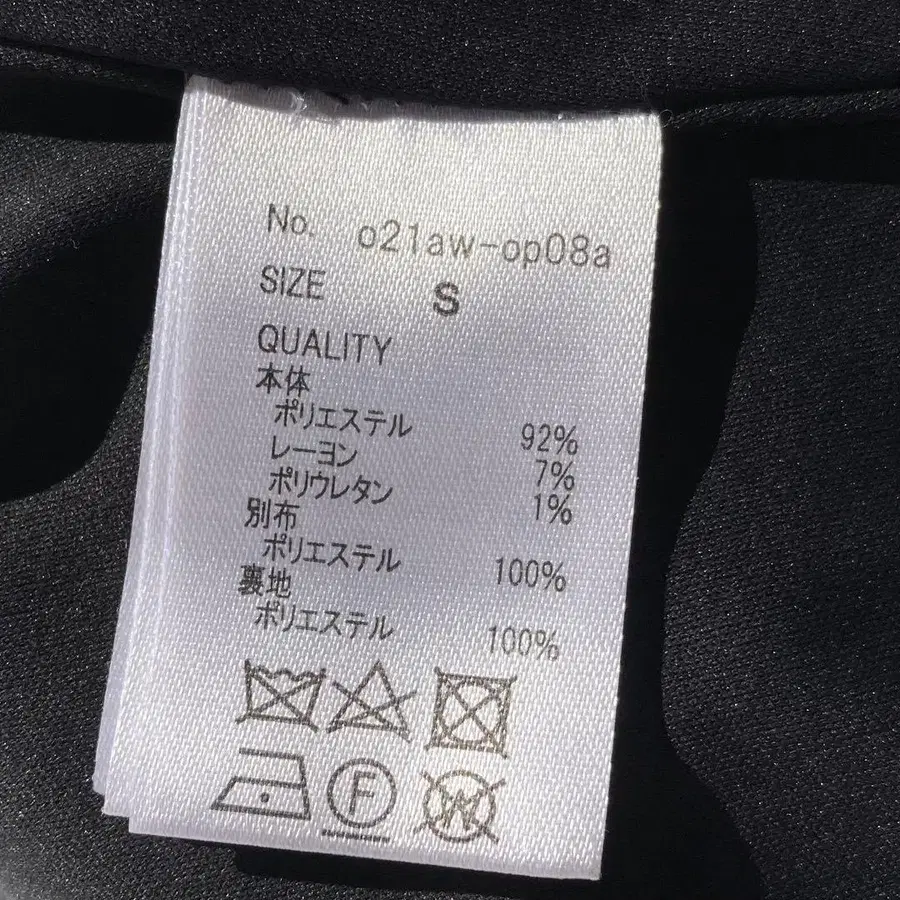 No. o21aw-op08a
SIZE S
QUALITY
本体
ポリエステル 92%
レーヨン 7%
ポリウレタン 1%
別布
ポリエステル 100%
裏地
ポリエステル 100%
F W